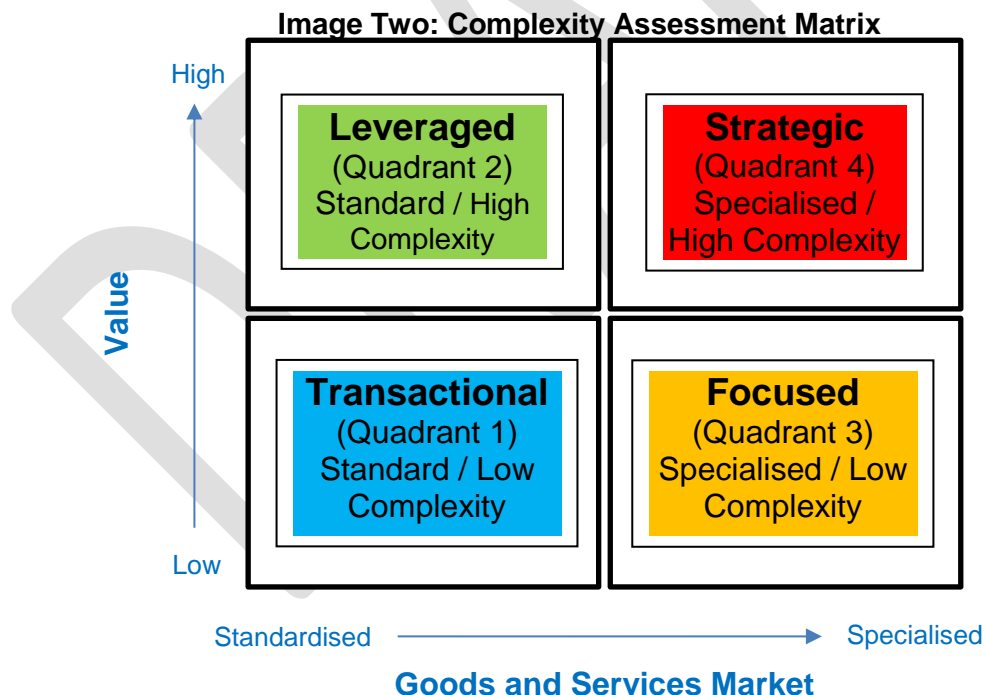 Image Two: Complexity Assessment Matrix
High
Leveraged
(Quadrant 2)
Standard / High
Complexity
Strategic
(Quadrant 4)
Specialised /
High Complexity
Value
Transactional
(Quadrant 1)
Standard / Low
Complexity
Focused
(Quadrant 3)
Specialised / Low
Complexity
Low
Standardised
Specialised
Goods and Services Market